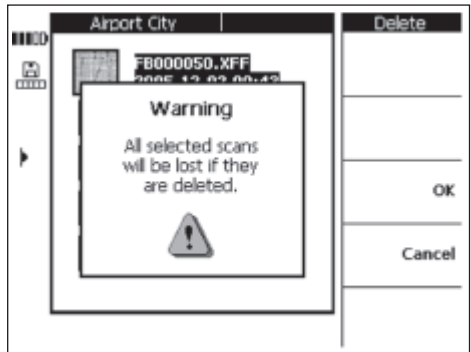 Airport City
Delete
FB000050.XFF
Warning
All selected scans
will be lost if they
are deleted.
OK
Cancel